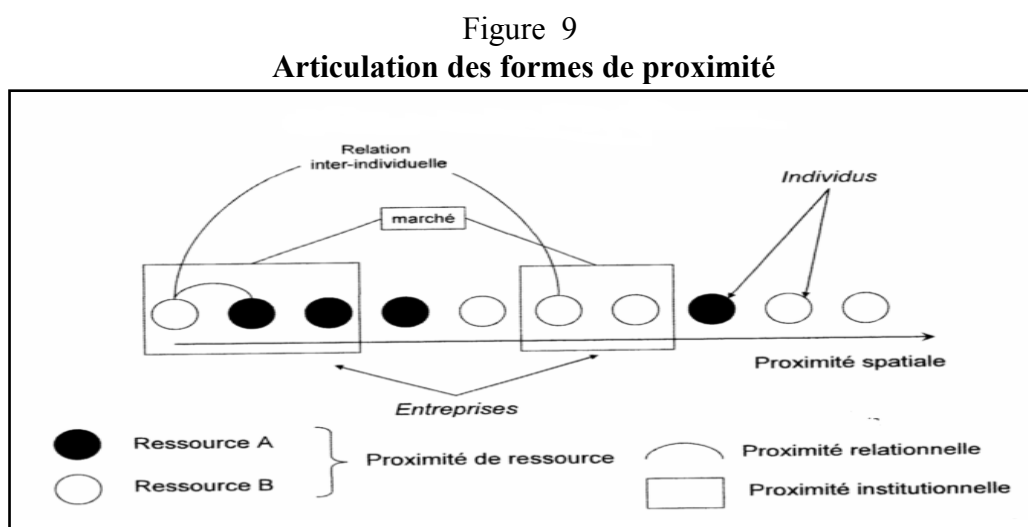 Figure 9
Articulation des formes de proximité
Relation
inter-individuelle
Individus
marché
Proximité spatiale
Entreprises
Ressource A
Ressource B
Proximité de ressource
Proximité relationnelle
Proximité institutionnelle